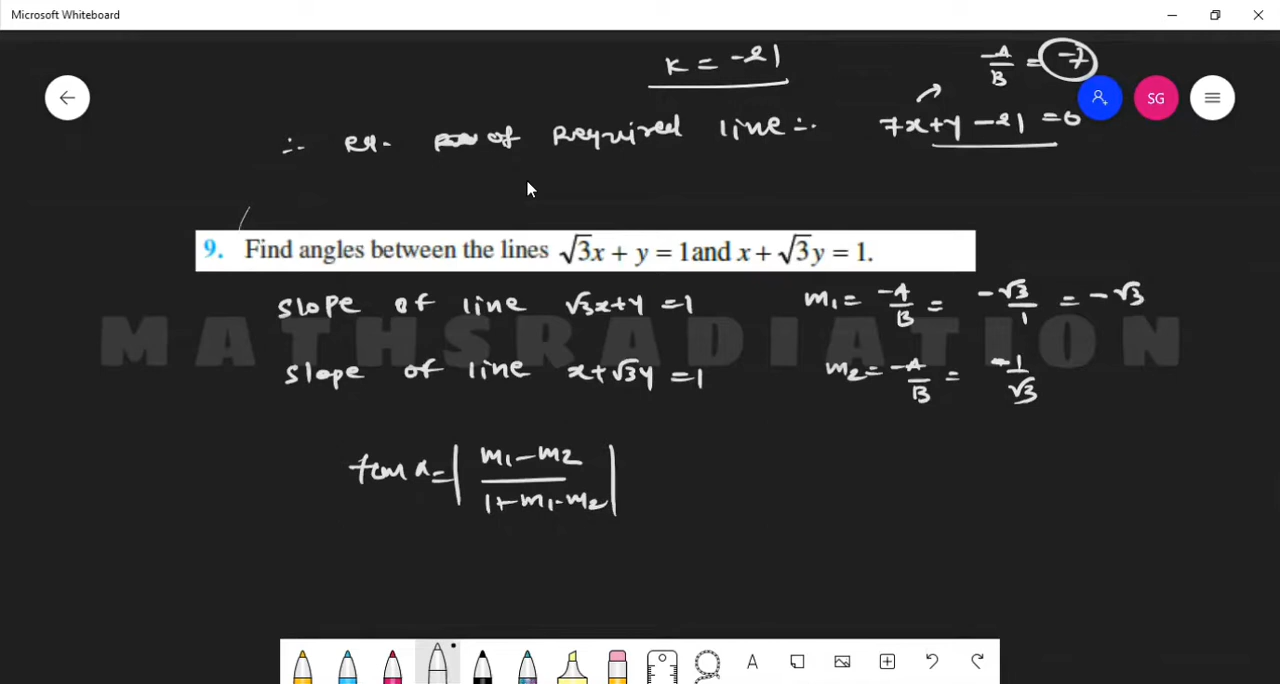 Microsoft Whiteboard
k = -21
-A/B = -7
SG
∴ eq. of Required line :- 7x+y-21=0
9. Find angles between the lines √3x + y = 1and x + √3y = 1.
slope of line √3x+y=1 m1= -A/B = -√3/1 = -√3
MATHSRADIATION
slope of line x+√3y=1 m2= -A/B = -1/√3
tan α = | m1-m2 / 1+m1·m2 |
A